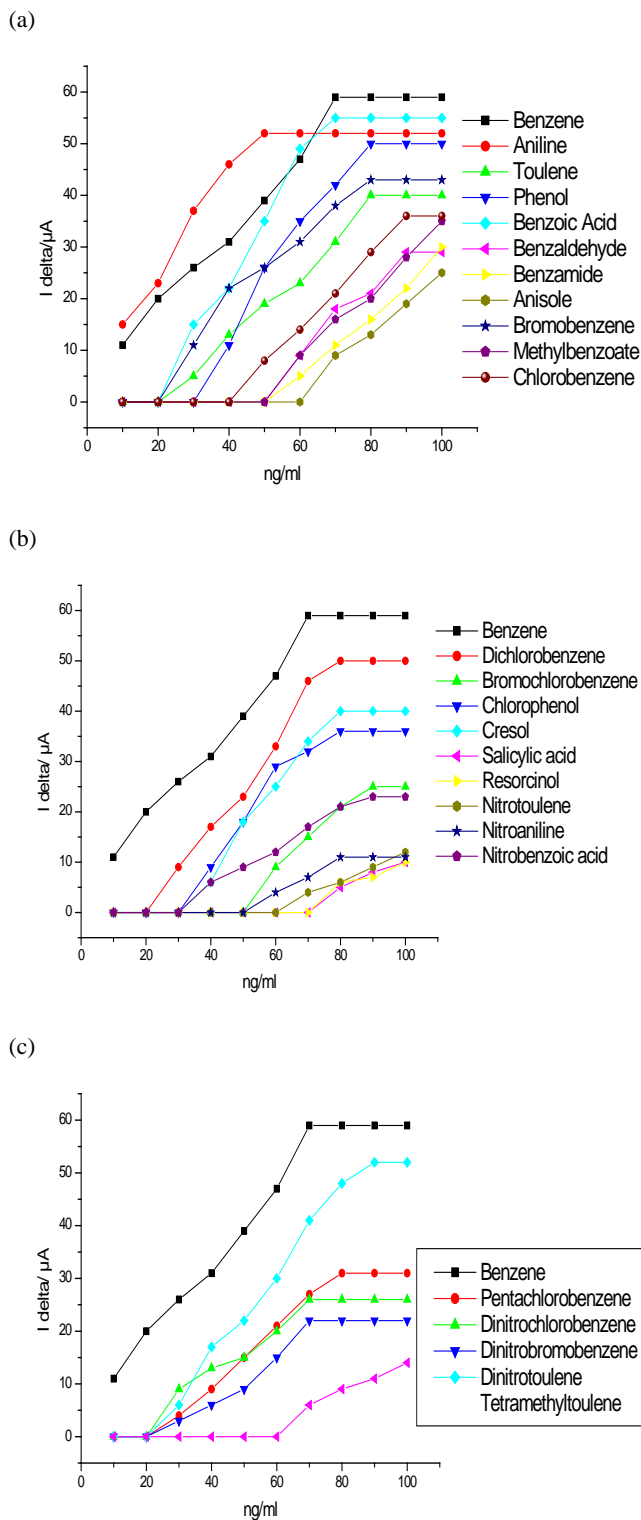 (a)
60
50
40
30
20
10
0
I delta/µA
0 20 40 60 80 100
ng/ml
Benzene
Aniline
Toulene
Phenol
Benzoic Acid
Benzaldehyde
Benzamide
Anisole
Bromobenzene
Methylbenzoate
Chlorobenzene
(b)
60
50
40
30
20
10
0
I delta/ µA
0 20 40 60 80 100
ng/ml
Benzene
Dichlorobenzene
Bromochlorobenzene
Chlorophenol
Cresol
Salicylic acid
Resorcinol
Nitrotoulene
Nitroaniline
Nitrobenzoic acid
(c)
60
50
40
30
20
10
0
I delta/ µA
0 20 40 60 80 100
ng/ml
Benzene
Pentachlorobenzene
Dinitrochlorobenzene
Dinitrobromobenzene
Dinitrotoulene
Tetramethyltoulene